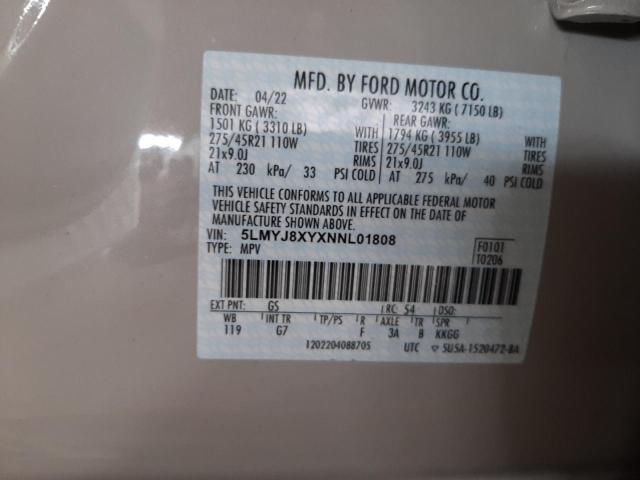 MFD. BY FORD MOTOR CO.
DATE: 04/22 GVWR: 3243 KG ( 7150 LB)
FRONT GAWR: REAR GAWR:
1501 KG ( 3310 LB) WITH 1794 KG ( 3955 LB) WITH
275/45R21 110W TIRES 275/45R21 110W TIRES
21x9.0J RIMS 21x9.0J RIMS
AT 230 kPa/ 33 PSI COLD AT 275 kPa/ 40 PSI COLD
THIS VEHICLE CONFORMS TO ALL APPLICABLE FEDERAL MOTOR
VEHICLE SAFETY STANDARDS IN EFFECT ON THE DATE OF
MANUFACTURE SHOWN ABOVE.
VIN: 5LMYJ8XYXNNL01808
TYPE: MPV F0101
T0206
EXT PNT: GS RC: 54 DSO:
WB INT TR TP/PS R AXLE TR SPR
119 G7 F 3A B KKGG
1202204088705 UTC ▽ 5U5A-1520472-BA